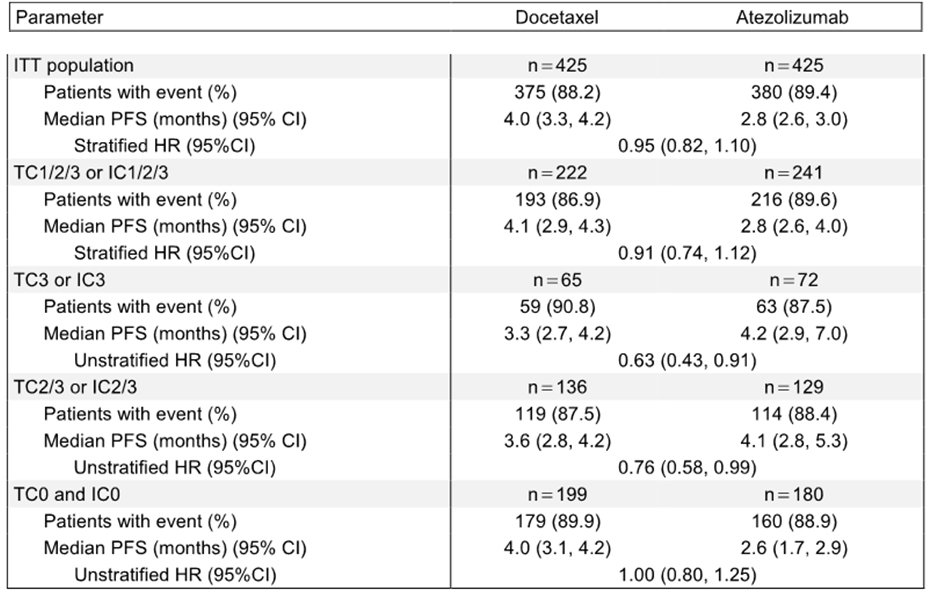 Parameter Docetaxel Atezolizumab
ITT population n=425 n=425
Patients with event (%) 375 (88.2) 380 (89.4)
Median PFS (months) (95% CI) 4.0 (3.3, 4.2) 2.8 (2.6, 3.0)
Stratified HR (95%CI) 0.95 (0.82, 1.10)
TC1/2/3 or IC1/2/3 n=222 n=241
Patients with event (%) 193 (86.9) 216 (89.6)
Median PFS (months) (95% CI) 4.1 (2.9, 4.3) 2.8 (2.6, 4.0)
Stratified HR (95%CI) 0.91 (0.74, 1.12)
TC3 or IC3 n=65 n=72
Patients with event (%) 59 (90.8) 63 (87.5)
Median PFS (months) (95% CI) 3.3 (2.7, 4.2) 4.2 (2.9, 7.0)
Unstratified HR (95%CI) 0.63 (0.43, 0.91)
TC2/3 or IC2/3 n=136 n=129
Patients with event (%) 119 (87.5) 114 (88.4)
Median PFS (months) (95% CI) 3.6 (2.8, 4.2) 4.1 (2.8, 5.3)
Unstratified HR (95%CI) 0.76 (0.58, 0.99)
TC0 and IC0 n=199 n=180
Patients with event (%) 179 (89.9) 160 (88.9)
Median PFS (months) (95% CI) 4.0 (3.1, 4.2) 2.6 (1.7, 2.9)
Unstratified HR (95%CI) 1.00 (0.80, 1.25)